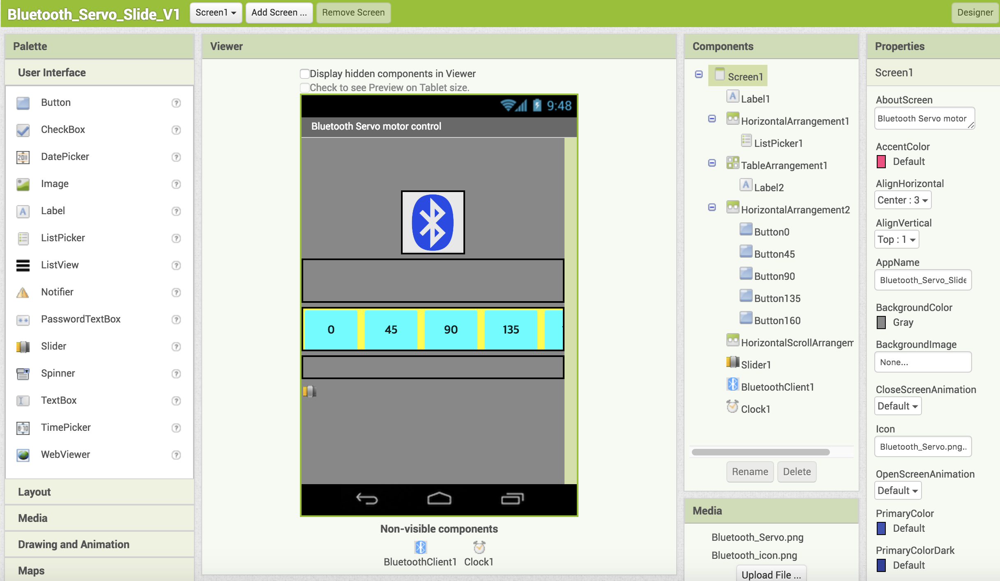 Bluetooth_Servo_Slide_V1
Screen1
Add Screen ...
Remove Screen
Designer
Palette
User Interface
Button
CheckBox
DatePicker
Image
Label
ListPicker
ListView
Notifier
PasswordTextBox
Slider
Spinner
TextBox
TimePicker
WebViewer
Layout
Media
Drawing and Animation
Maps
Viewer
Display hidden components in Viewer
Check to see Preview on Tablet size.
9:48
Bluetooth Servo motor control
0
45
90
135
Non-visible components
BluetoothClient1
Clock1
Components
Screen1
Label1
HorizontalArrangement1
ListPicker1
TableArrangement1
Label2
HorizontalArrangement2
Button0
Button45
Button90
Button135
Button160
HorizontalScrollArrangem
Slider1
BluetoothClient1
Clock1
Rename
Delete
Media
Bluetooth_Servo.png
Bluetooth_icon.png
Upload File ...
Properties
Screen1
AboutScreen
Bluetooth Servo motor
AccentColor
Default
AlignHorizontal
Center : 3
AlignVertical
Top : 1
AppName
Bluetooth_Servo_Slide
BackgroundColor
Gray
BackgroundImage
None...
CloseScreenAnimation
Default
Icon
Bluetooth_Servo.png..
OpenScreenAnimation
Default
PrimaryColor
Default
PrimaryColorDark
Default